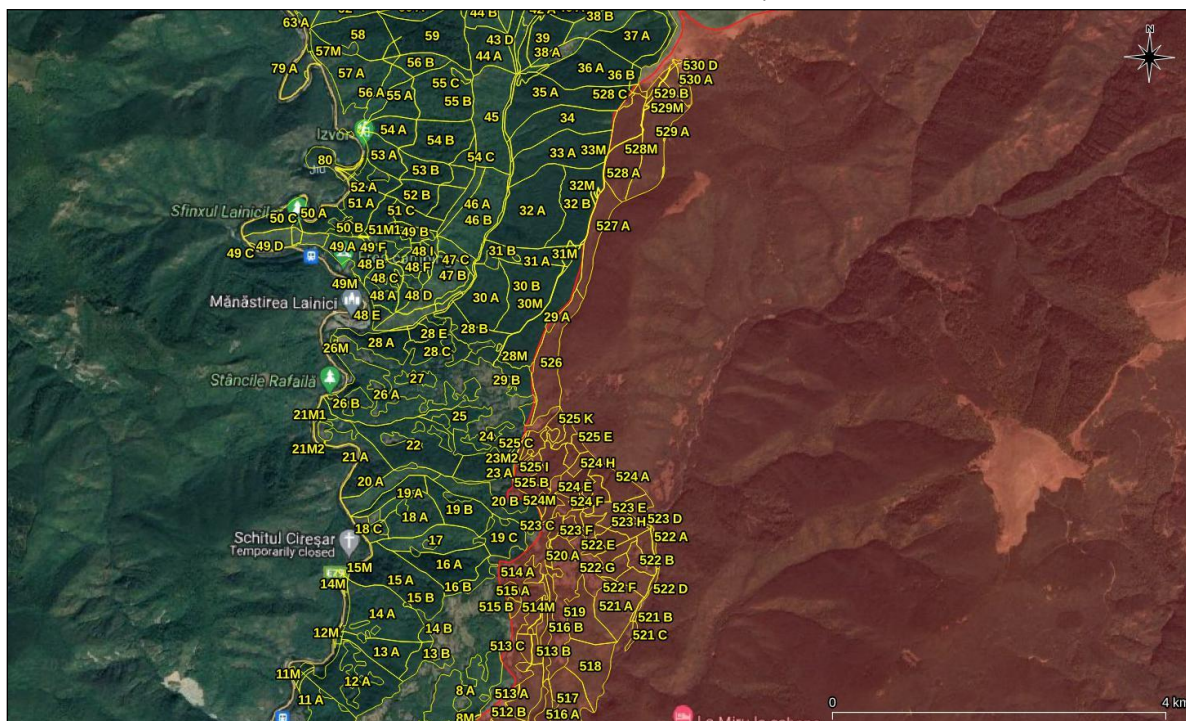 63 A
58
59
44 B
38 B
57M
43 D
39
37 A
79 A
57 A
56 B
44 A
38 A
36 A
36 B
530 D
530 A
56 A
55 A
55 C
55 B
35 A
528 C
529 B
529M
N
45
34
Izvor
54 A
54 B
529 A
80
53 A
53 B
54 C
33 A
33M
528M
Jiu
52 A
52 B
32M
528 A
51 A
51 C
46 A
32 A
32 B
Sfinxul Lainicil
50 C
50 A
50 B
51M1
49 B
46 B
527 A
49 C
49 D
49 A
49 F
48 I
31 B
31 A
31M
48 B
48 F
47 C
47 B
49M
48 C
48 A
48 D
30 A
30 B
30M
Mănăstirea Lainici
48 E
29 A
26M
28 A
28 E
28 B
28 C
28M
526
Stâncile Rafailă
27
29 B
26 A
26 B
21M1
25
525 K
21M2
22
24
525 C
525 E
21 A
23M2
23 A
525 I
524 H
524 A
20 A
525 B
524 E
19 A
19 B
20 B
524M
524 F
523 E
18 A
18 C
523 C
523 F
523 H
523 D
Schitul Cireșar
Temporarily closed
17
19 C
522 E
522 A
E79
15M
14M
16 A
520 A
522 G
522 B
15 A
16 B
514 A
515 A
522 F
522 D
15 B
515 B
514M
519
521 A
521 B
14 A
12M
14 B
516 B
521 C
13 A
13 B
513 C
513 B
11M
12 A
518
11 A
8 A
513 A
517
8M
512 B
516 A
0
4 km